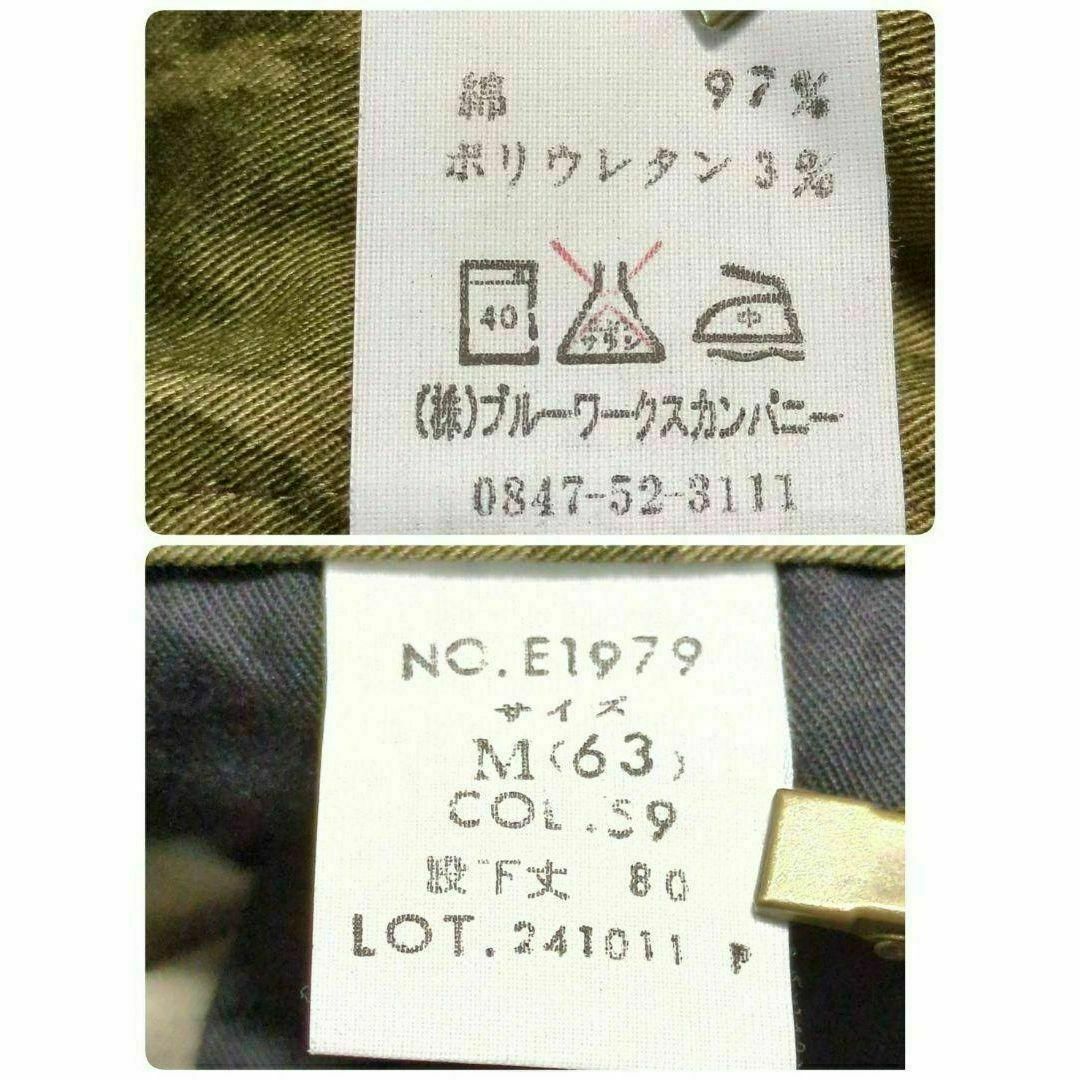 綿 97%
ポリウレタン 3%
40 サラシ 中
(株)ブルーワークスカンパニー
0847-52-3111
NO.E1979
サイズ
M(63)
COL.59
股下丈 80
LOT.241011 P